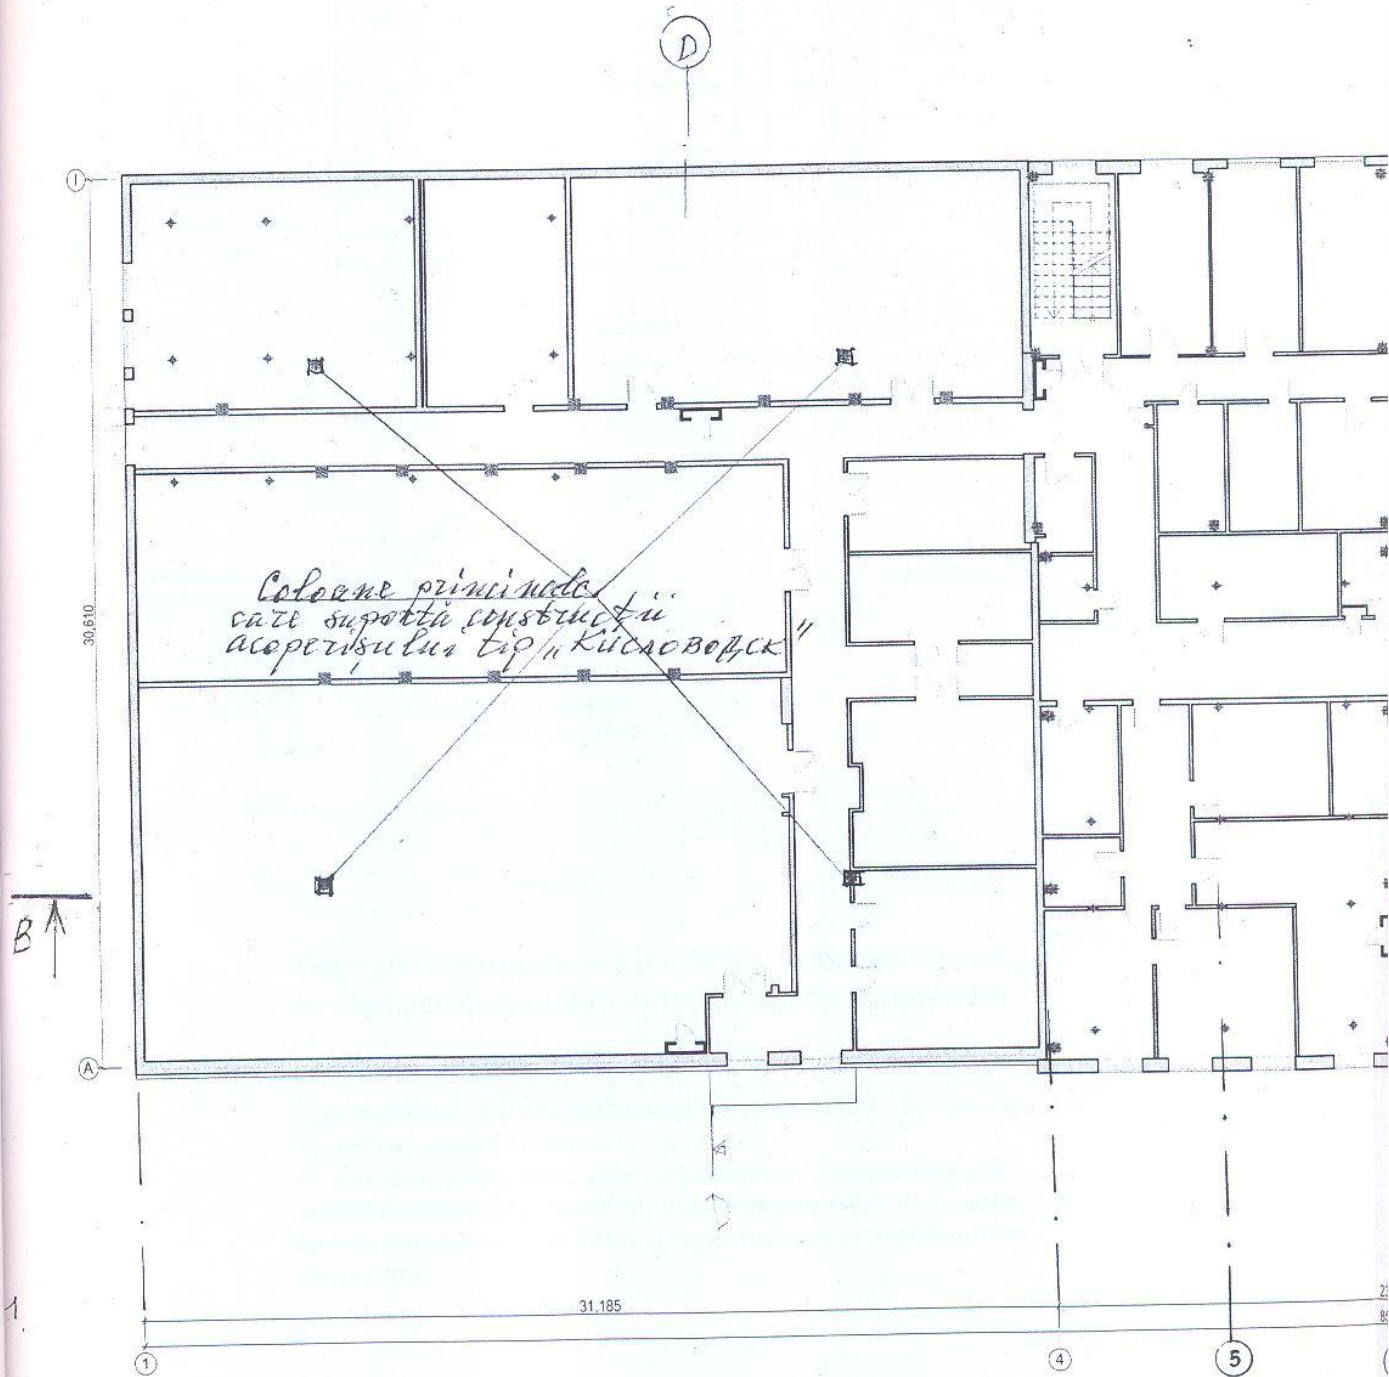 D
I
30,610
Coloane principale
care suportă construcții
acoperișului tip „Кисловодск"
B
A
1
31,185
1
4
5